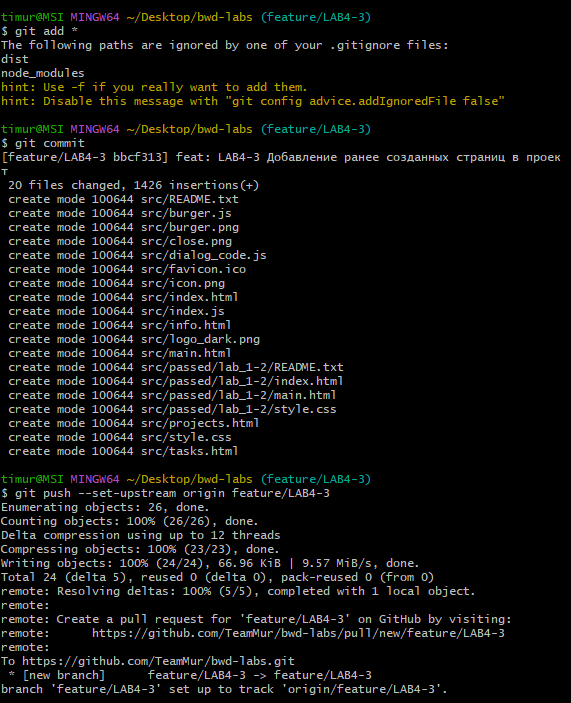 timur@MSI MINGW64 ~/Desktop/bwd-labs (feature/LAB4-3)
$ git add *
The following paths are ignored by one of your .gitignore files:
dist
node_modules
hint: Use -f if you really want to add them.
hint: Disable this message with "git config advice.addIgnoredFile false"

timur@MSI MINGW64 ~/Desktop/bwd-labs (feature/LAB4-3)
$ git commit
[feature/LAB4-3 bbcf313] feat: LAB4-3 Добавление ранее созданных страниц в проек
т
 20 files changed, 1426 insertions(+)
 create mode 100644 src/README.txt
 create mode 100644 src/burger.js
 create mode 100644 src/burger.png
 create mode 100644 src/close.png
 create mode 100644 src/dialog_code.js
 create mode 100644 src/favicon.ico
 create mode 100644 src/icon.png
 create mode 100644 src/index.html
 create mode 100644 src/index.js
 create mode 100644 src/info.html
 create mode 100644 src/logo_dark.png
 create mode 100644 src/main.html
 create mode 100644 src/passed/lab_1-2/README.txt
 create mode 100644 src/passed/lab_1-2/index.html
 create mode 100644 src/passed/lab_1-2/main.html
 create mode 100644 src/passed/lab_1-2/style.css
 create mode 100644 src/projects.html
 create mode 100644 src/style.css
 create mode 100644 src/tasks.html

timur@MSI MINGW64 ~/Desktop/bwd-labs (feature/LAB4-3)
$ git push --set-upstream origin feature/LAB4-3
Enumerating objects: 26, done.
Counting objects: 100% (26/26), done.
Delta compression using up to 12 threads
Compressing objects: 100% (23/23), done.
Writing objects: 100% (24/24), 66.96 KiB | 9.57 MiB/s, done.
Total 24 (delta 5), reused 0 (delta 0), pack-reused 0 (from 0)
remote: Resolving deltas: 100% (5/5), completed with 1 local object.
remote:
remote: Create a pull request for 'feature/LAB4-3' on GitHub by visiting:
remote:      https://github.com/TeamMur/bwd-labs/pull/new/feature/LAB4-3
remote:
To https://github.com/TeamMur/bwd-labs.git
 * [new branch]      feature/LAB4-3 -> feature/LAB4-3
branch 'feature/LAB4-3' set up to track 'origin/feature/LAB4-3'.